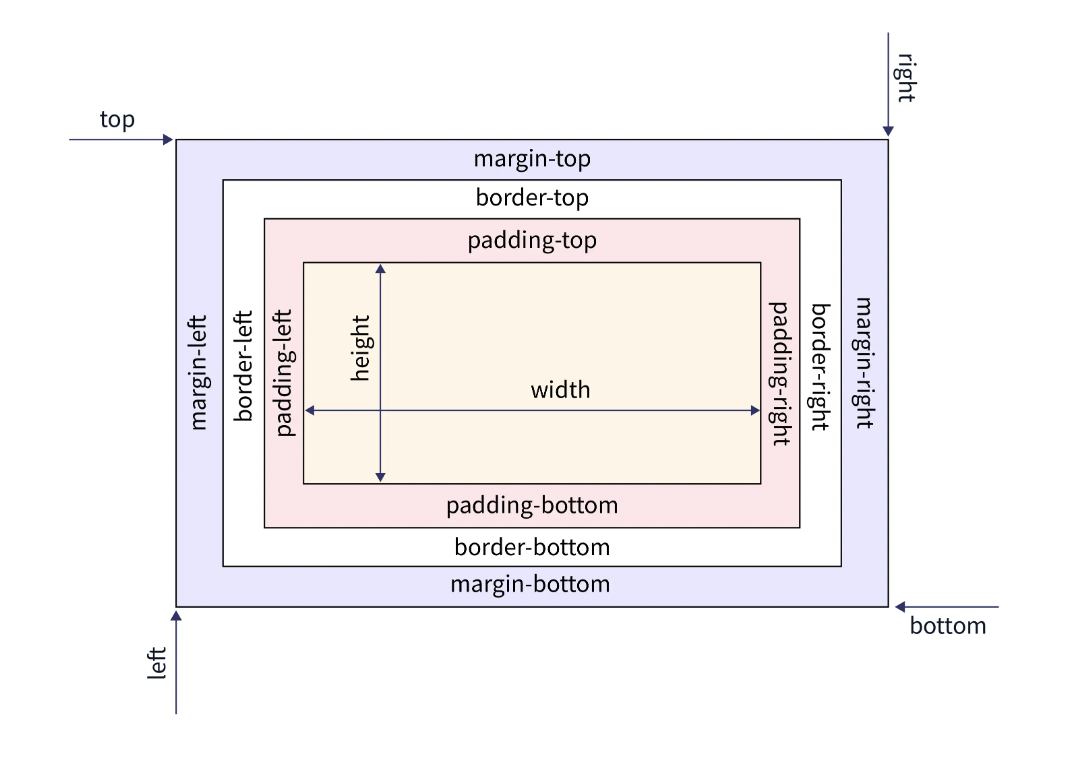 right
top
margin-top
border-top
padding-top
margin-left
border-left
padding-left
height
width
padding-right
border-right
margin-right
padding-bottom
border-bottom
margin-bottom
left
bottom